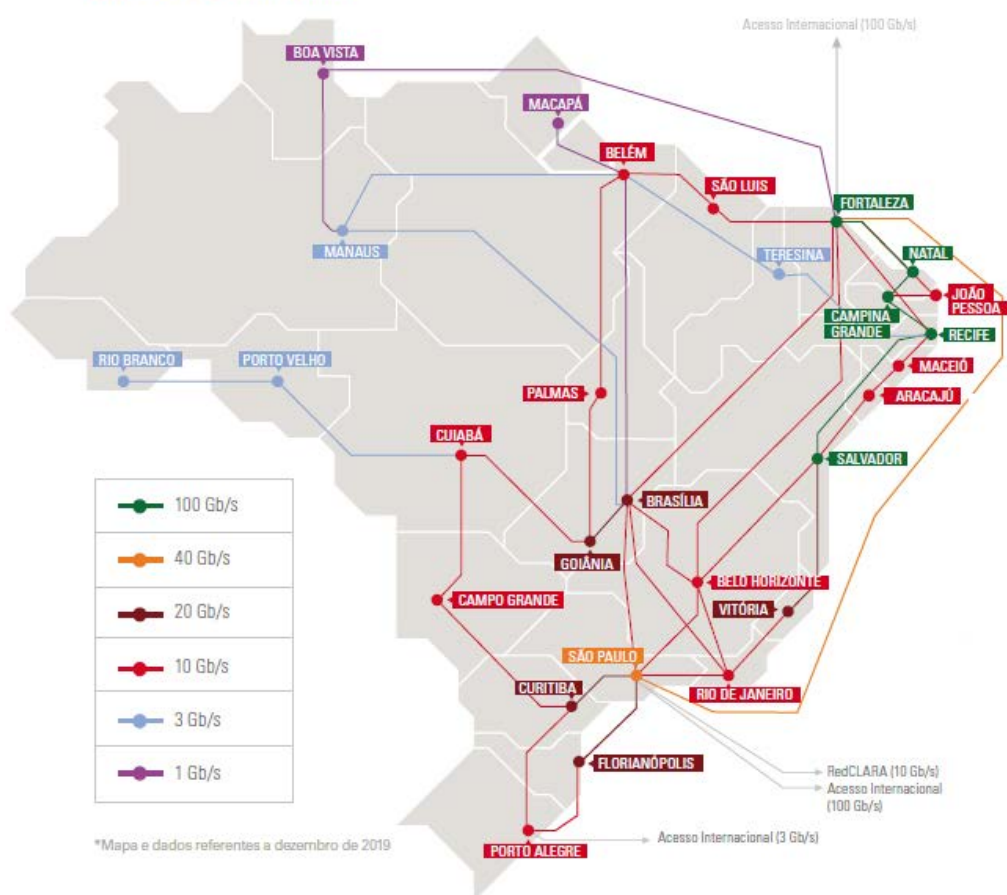 Acesso Internacional (100 Gb/s)
BOA VISTA
MACAPÁ
BELÉM
SÃO LUIS
FORTALEZA
MANAUS
TERESINA
NATAL
JOÃO
PESSOA
CAMPINA
GRANDE
RECIFE
RIO BRANCO
PORTO VELHO
MACEIÓ
PALMAS
ARACAJÚ
CUIABÁ
SALVADOR
BRASÍLIA
GOIÂNIA
BELO HORIZONTE
CAMPO GRANDE
VITÓRIA
SÃO PAULO
CURITIBA
RIO DE JANEIRO
FLORIANÓPOLIS
PORTO ALEGRE
100 Gb/s
40 Gb/s
20 Gb/s
10 Gb/s
3 Gb/s
1 Gb/s
RedCLARA (10 Gb/s)
Acesso Internacional
(100 Gb/s)
Acesso Internacional (3 Gb/s)
*Mapa e dados referentes a dezembro de 2019